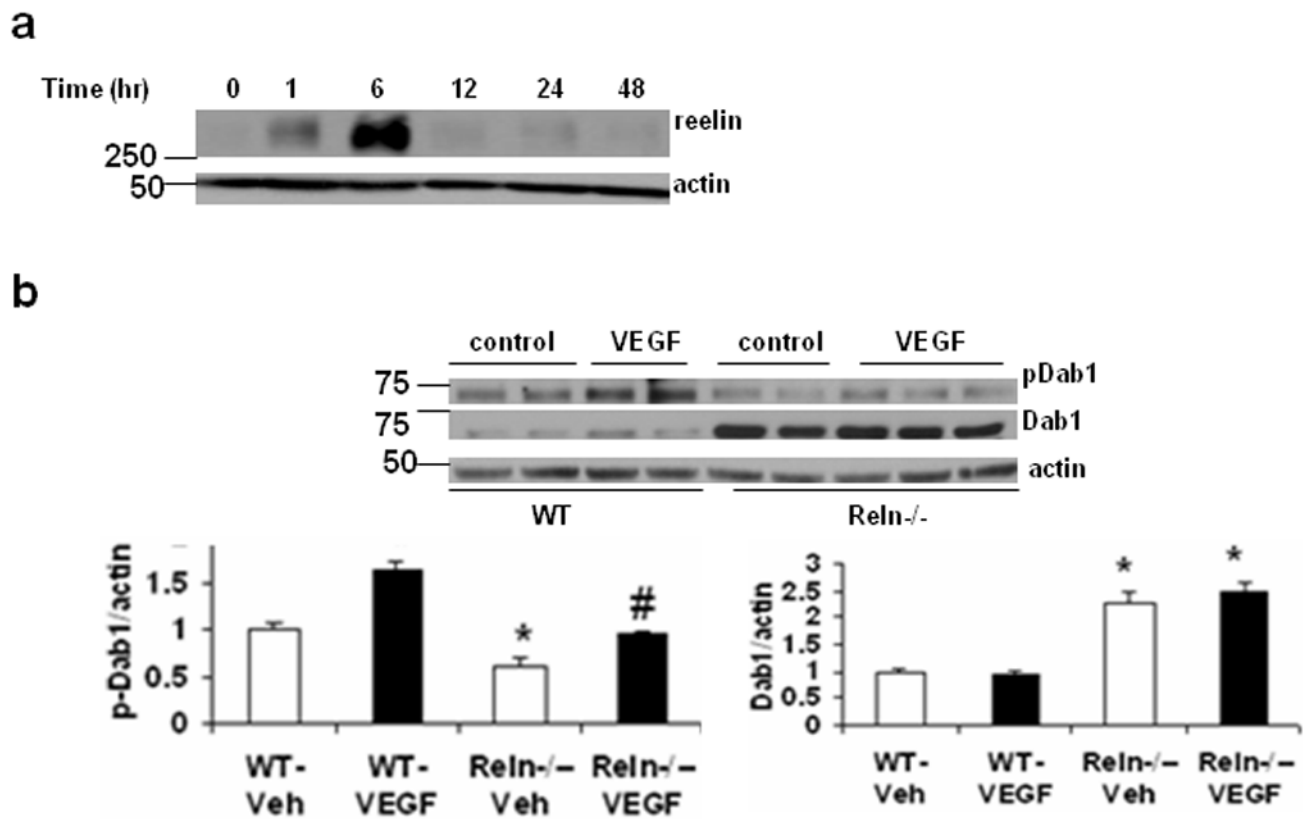 a
Time (hr) 0 1 6 12 24 48
reelin
250
50 actin
b
control VEGF control VEGF
75 pDab1
75 Dab1
50 actin
WT Reln-/-
p-Dab1/actin
1.5
1
0.5
0
*
#
WT- WT- Reln-/– Reln-/–
Veh VEGF Veh VEGF
Dab1/actin
3
2.5
2
1.5
1
0.5
0
*
*
WT- WT- Reln-/– Reln-/–
Veh VEGF Veh VEGF